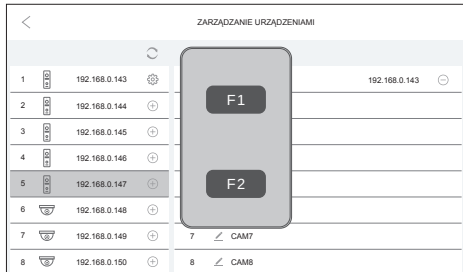 ZARZĄDZANIE URZĄDZENIAMI
1 192.168.0.143 192.168.0.143
2 192.168.0.144
3 192.168.0.145
4 192.168.0.146
5 192.168.0.147
6 192.168.0.148
7 192.168.0.149 7 CAM7
8 192.168.0.150 8 CAM8
F1
F2